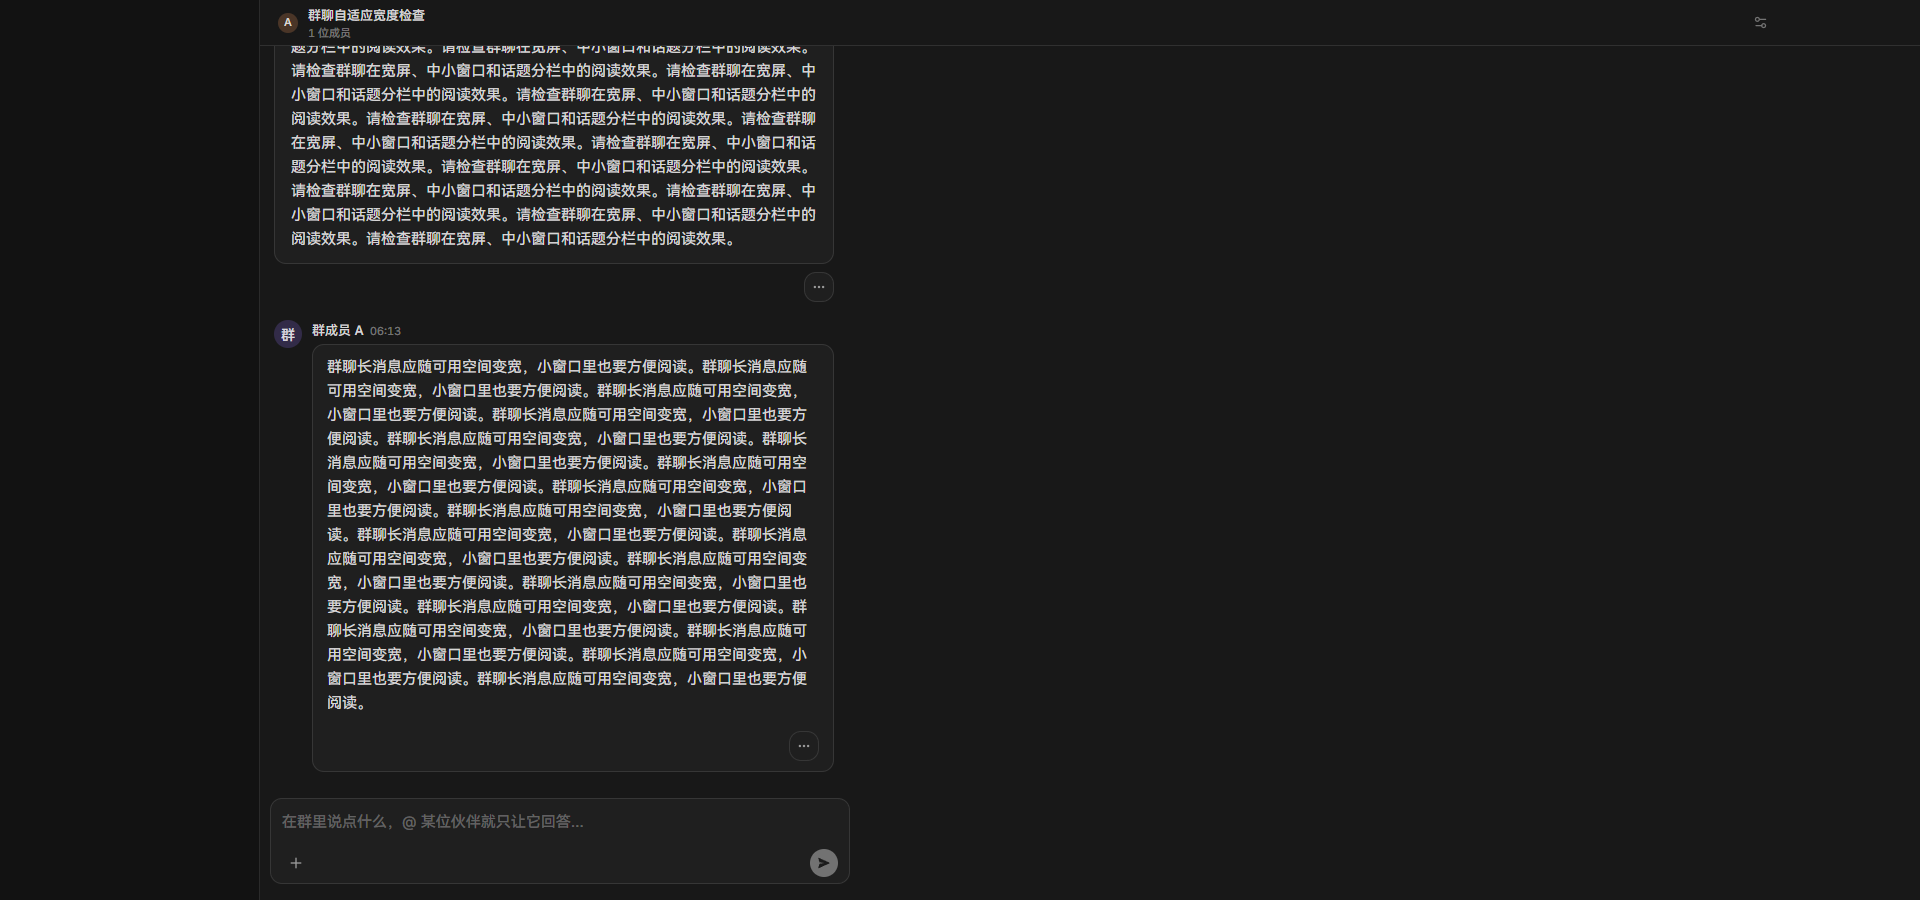 A
群聊自适应宽度检查
1 位成员
题分栏中的阅读效果。请检查群聊在宽屏、中小窗口和话题分栏中的阅读效果。
请检查群聊在宽屏、中小窗口和话题分栏中的阅读效果。请检查群聊在宽屏、中
小窗口和话题分栏中的阅读效果。请检查群聊在宽屏、中小窗口和话题分栏中的
阅读效果。请检查群聊在宽屏、中小窗口和话题分栏中的阅读效果。请检查群聊
在宽屏、中小窗口和话题分栏中的阅读效果。请检查群聊在宽屏、中小窗口和话
题分栏中的阅读效果。请检查群聊在宽屏、中小窗口和话题分栏中的阅读效果。
请检查群聊在宽屏、中小窗口和话题分栏中的阅读效果。请检查群聊在宽屏、中
小窗口和话题分栏中的阅读效果。请检查群聊在宽屏、中小窗口和话题分栏中的
阅读效果。请检查群聊在宽屏、中小窗口和话题分栏中的阅读效果。
群
群成员 A 06:13
群聊长消息应随可用空间变宽，小窗口里也要方便阅读。群聊长消息应随
可用空间变宽，小窗口里也要方便阅读。群聊长消息应随可用空间变宽，
小窗口里也要方便阅读。群聊长消息应随可用空间变宽，小窗口里也要方
便阅读。群聊长消息应随可用空间变宽，小窗口里也要方便阅读。群聊长
消息应随可用空间变宽，小窗口里也要方便阅读。群聊长消息应随可用空
间变宽，小窗口里也要方便阅读。群聊长消息应随可用空间变宽，小窗口
里也要方便阅读。群聊长消息应随可用空间变宽，小窗口里也要方便阅
读。群聊长消息应随可用空间变宽，小窗口里也要方便阅读。群聊长消息
应随可用空间变宽，小窗口里也要方便阅读。群聊长消息应随可用空间变
宽，小窗口里也要方便阅读。群聊长消息应随可用空间变宽，小窗口里也
要方便阅读。群聊长消息应随可用空间变宽，小窗口里也要方便阅读。群
聊长消息应随可用空间变宽，小窗口里也要方便阅读。群聊长消息应随可
用空间变宽，小窗口里也要方便阅读。群聊长消息应随可用空间变宽，小
窗口里也要方便阅读。群聊长消息应随可用空间变宽，小窗口里也要方便
阅读。
在群里说点什么，@ 某位伙伴就只让它回答...